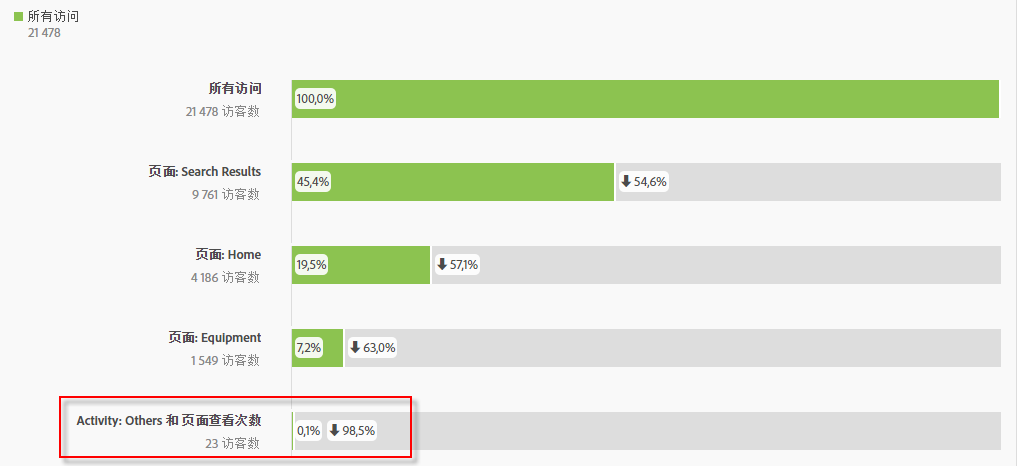 所有访问
21 478
所有访问
21 478 访客数
100,0%
页面: Search Results
9 761 访客数
45,4%
54,6%
页面: Home
4 186 访客数
19,5%
57,1%
页面: Equipment
1 549 访客数
7,2%
63,0%
Activity: Others 和 页面查看次数
23 访客数
0,1%
98,5%